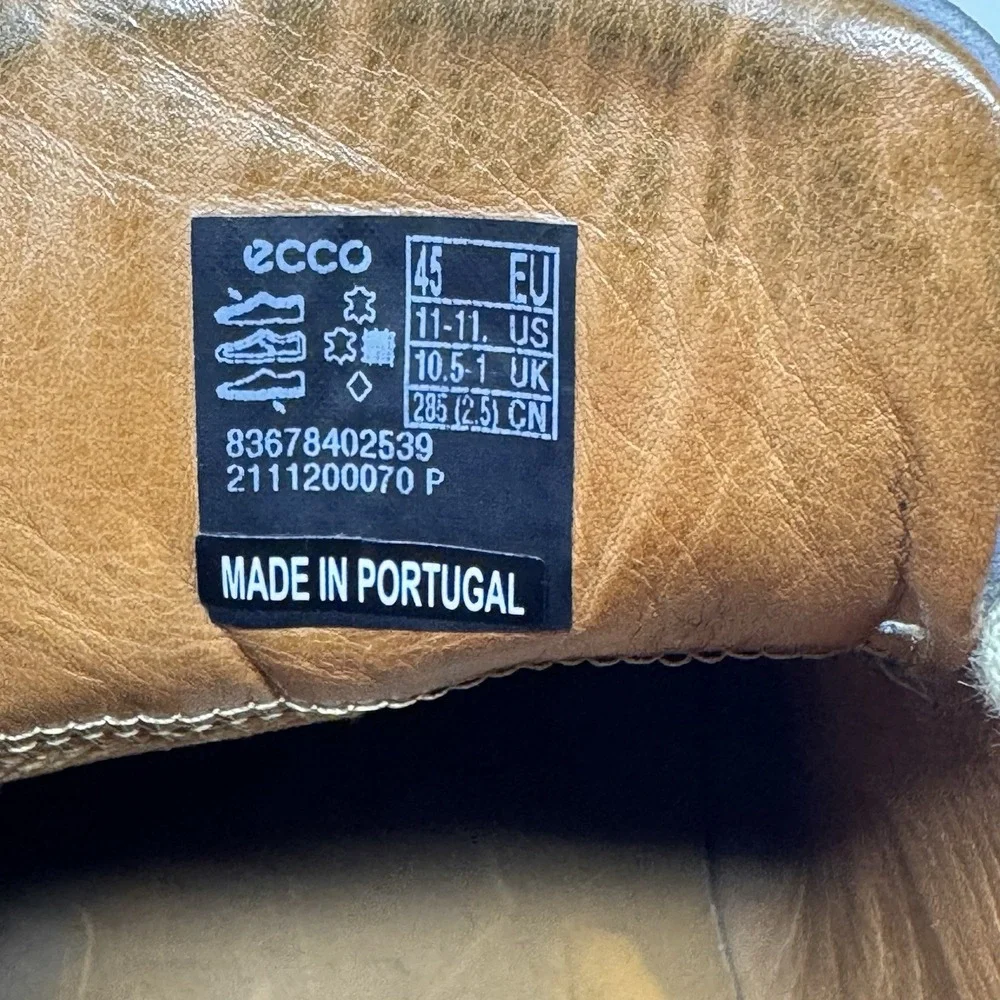 ecco
45 EU
11-11. US
10.5-1 UK
285 (2.5) CN
83678402539
2111200070 P
MADE IN PORTUGAL